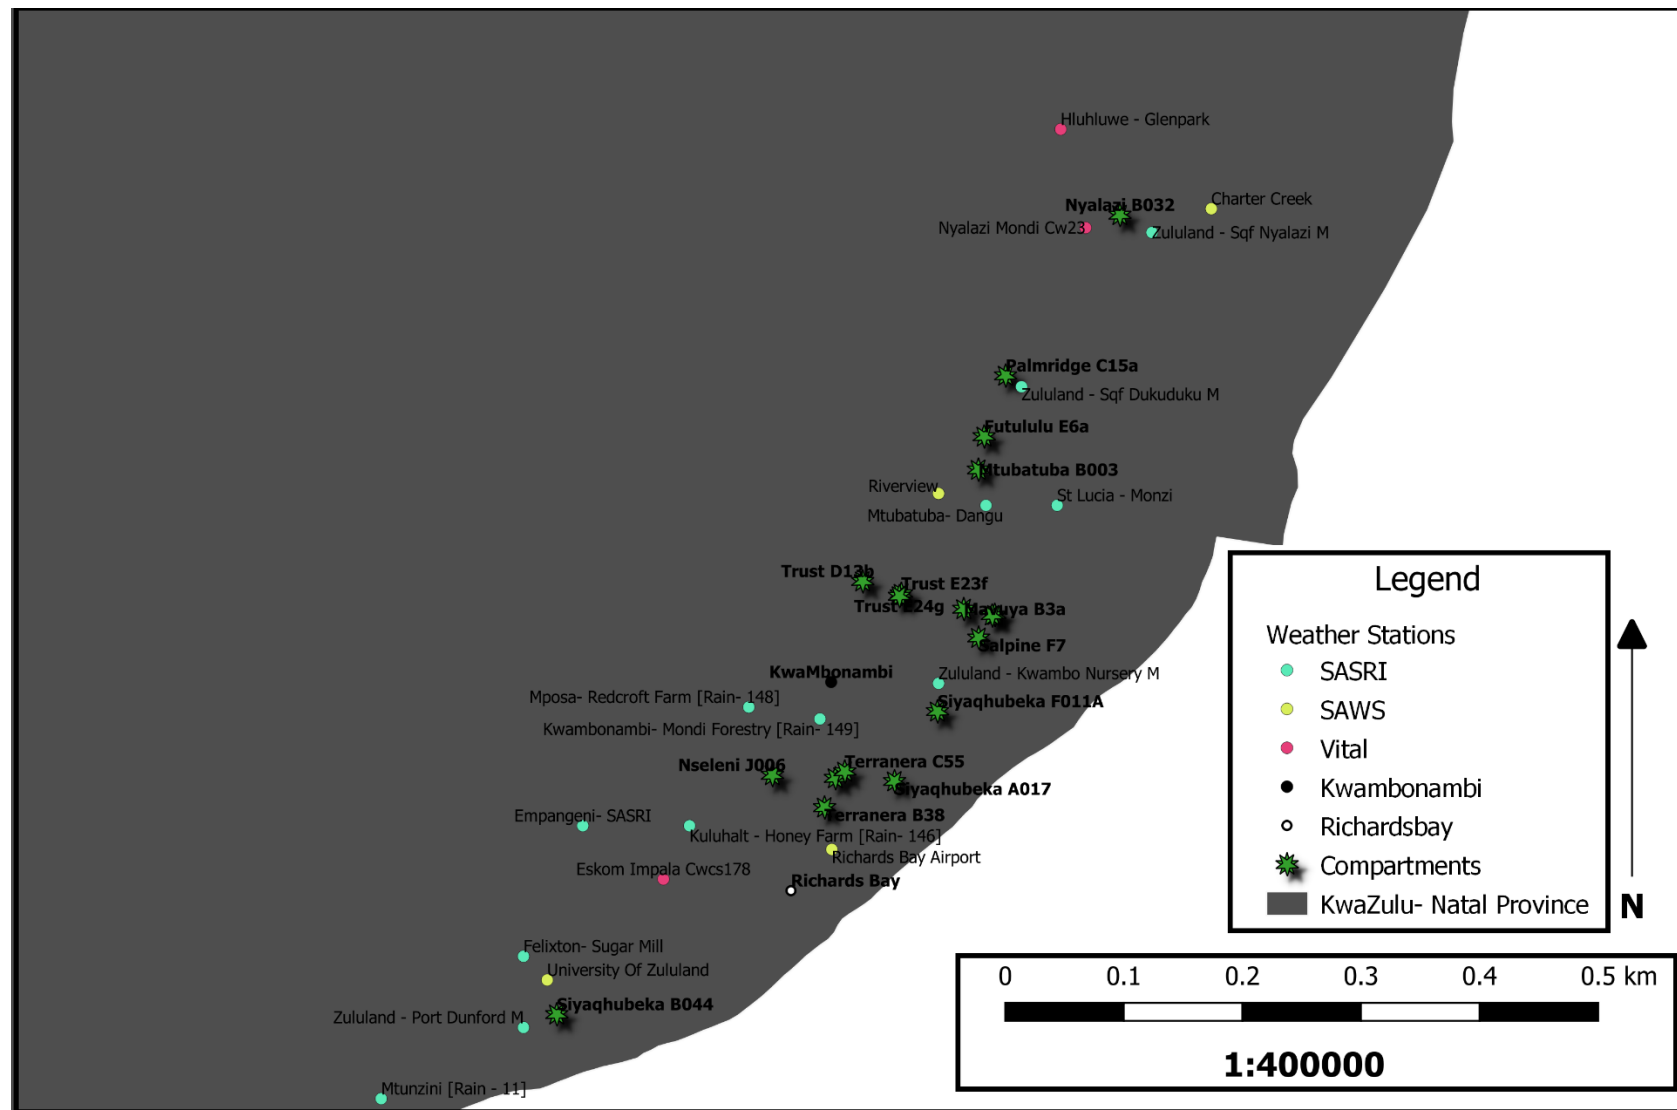 Hluhluwe - Glenpark
Charter Creek
Nyalazi B032
Nyalazi Mondi Cw23
Zululand - Sqf Nyalazi M
Palmridge C15a
Zululand - Sqf Dukuduku M
Futululu E6a
Mtubatuba B003
Riverview
St Lucia - Monzi
Mtubatuba- Dangu
Trust D13b
Trust E23f
Trust E24g
Mavuya B3a
Salpine F7
KwaMbonambi
Zululand - Kwambo Nursery M
Mposa- Redcroft Farm [Rain- 148]
Siyaqhubeka F011A
Kwambonambi- Mondi Forestry [Rain- 149]
Nseleni J006
Terranera C55
Siyaqhubeka A017
Empangeni- SASRI
Terranera B38
Kuluhalt - Honey Farm [Rain- 146]
Richards Bay Airport
Eskom Impala Cwcs178
Richards Bay
Felixton- Sugar Mill
University Of Zululand
Siyaqhubeka B044
Zululand - Port Dunford M
Mtunzini [Rain - 11]
Legend
Weather Stations
SASRI
SAWS
Vital
Kwambonambi
Richardsbay
Compartments
KwaZulu- Natal Province
N
0 0.1 0.2 0.3 0.4 0.5 km
1:400000